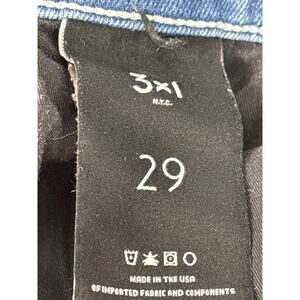 3x1
N.Y.C.
29
MADE IN THE USA
OF IMPORTED FABRIC AND COMPONENTS